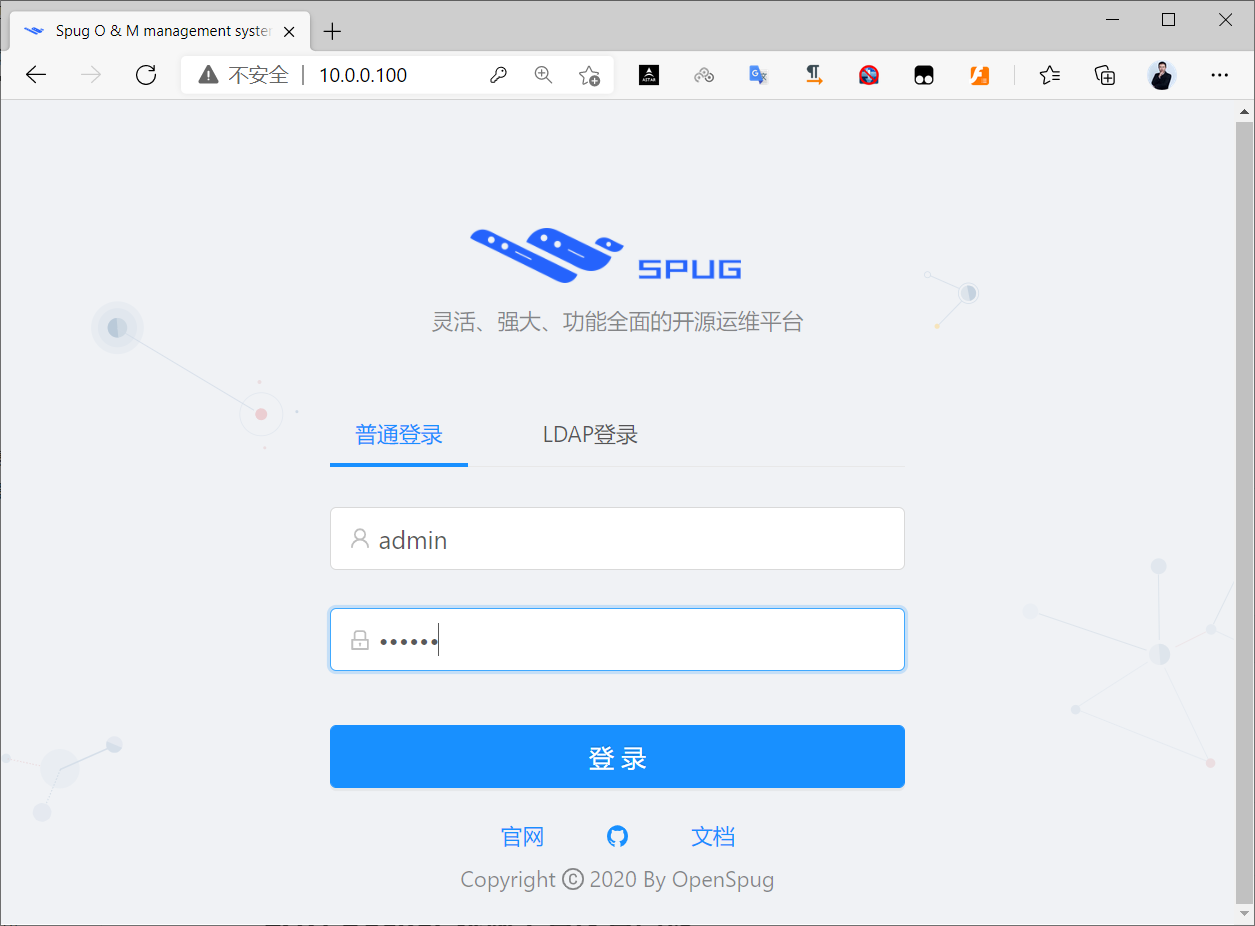 Spug O & M management syster
不安全 | 10.0.0.100
SPUG
灵活、强大、功能全面的开源运维平台
普通登录 LDAP登录
admin
••••••
登 录
官网 文档
Copyright © 2020 By OpenSpug